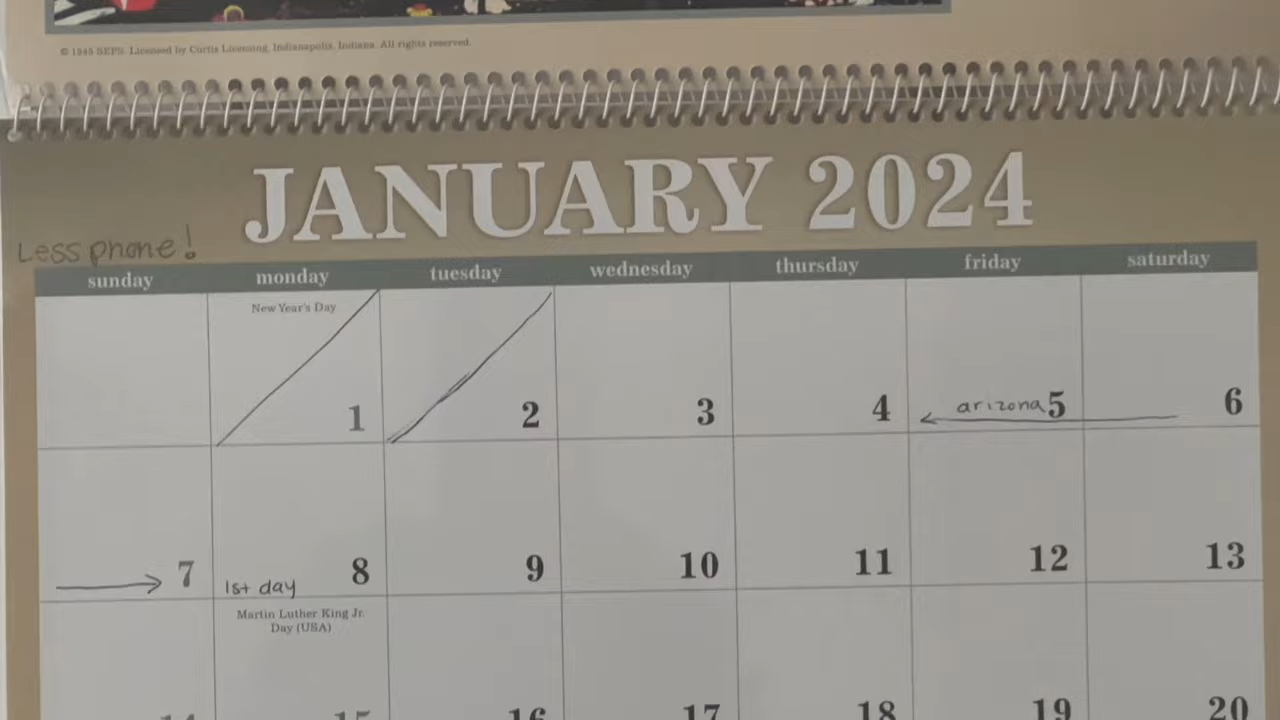 © 1945 SEPS. Licensed by Curtis Licensing, Indianapolis, Indiana. All rights reserved.
JANUARY 2024
Less phone!
sunday monday tuesday wednesday thursday friday saturday
New Year's Day
1 2 3 4 arizona 5 6
7 1st day 8 9 10 11 12 13
Martin Luther King Jr.
Day (USA)
14 15 16 17 18 19 20